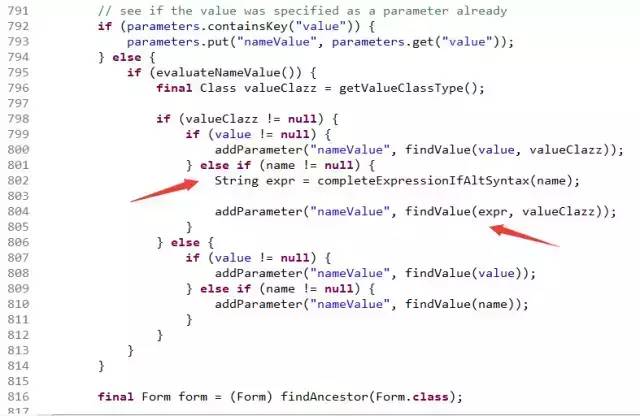 791 // see if the value was specified as a parameter already
792 if (parameters.containsKey("value")) {
793 parameters.put("nameValue", parameters.get("value"));
794 } else {
795 if (evaluateNameValue()) {
796 final Class valueClazz = getValueClassType();
797
798 if (valueClazz != null) {
799 if (value != null) {
800 addParameter("nameValue", findValue(value, valueClazz));
801 } else if (name != null) {
802 String expr = completeExpressionIfAltSyntax(name);
803
804 addParameter("nameValue", findValue(expr, valueClazz));
805 }
806 } else {
807 if (value != null) {
808 addParameter("nameValue", findValue(value));
809 } else if (name != null) {
810 addParameter("nameValue", findValue(name));
811 }
812 }
813 }
814 }
815
816 final Form form = (Form) findAncestor(Form.class);
817